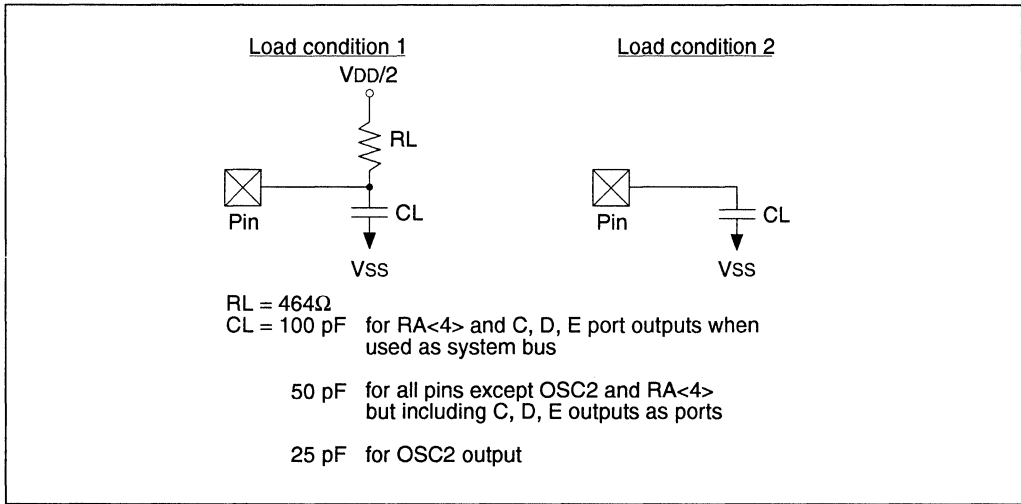 Load condition 1
VDD/2
RL
Pin
CL
VSS
Load condition 2
Pin
CL
VSS
RL = 464Ω
CL = 100 pF for RA<4> and C, D, E port outputs when
used as system bus
50 pF for all pins except OSC2 and RA<4>
but including C, D, E outputs as ports
25 pF for OSC2 output